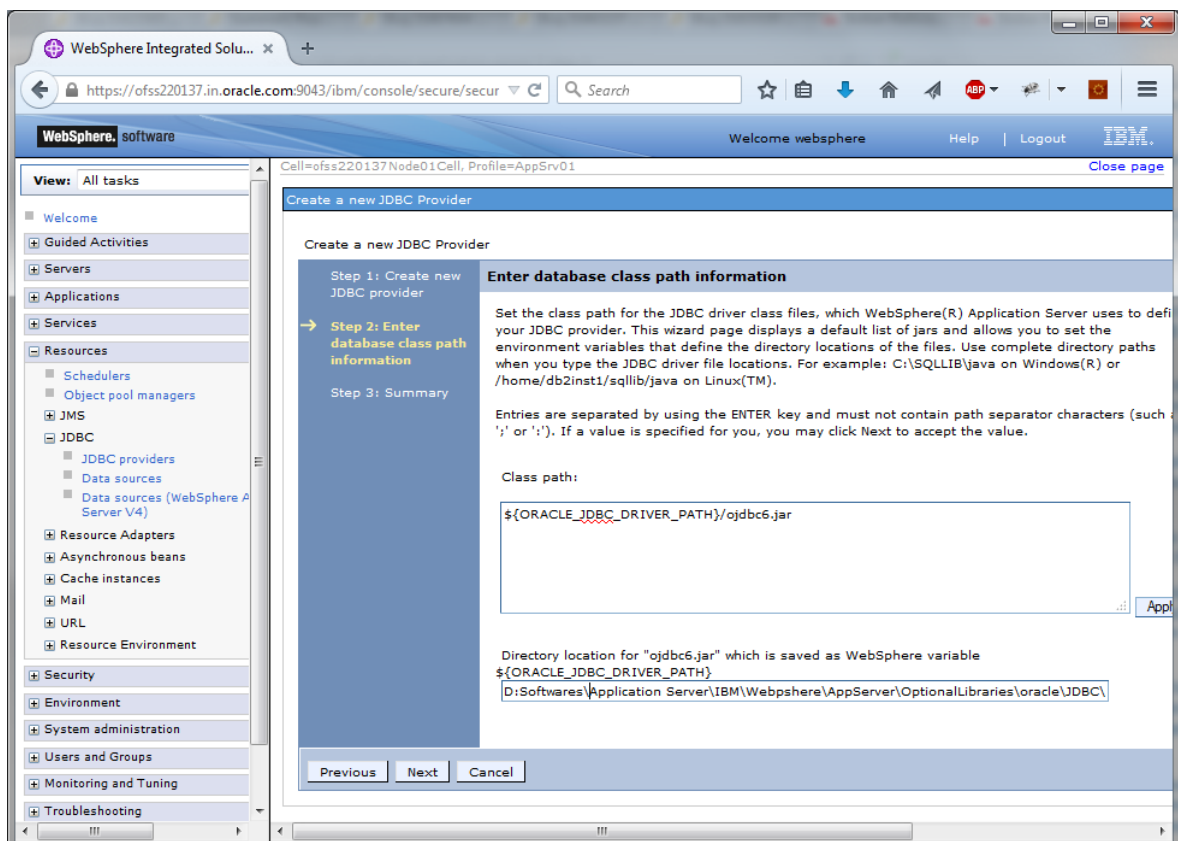 WebSphere Integrated Solu...
https://ofss220137.in.oracle.com:9043/ibm/console/secure/secur
Search
ABP
WebSphere. software
Welcome websphere
Help | Logout
IBM.
View: All tasks
Welcome
Guided Activities
Servers
Applications
Services
Resources
Schedulers
Object pool managers
JMS
JDBC
JDBC providers
Data sources
Data sources (WebSphere A
Server V4)
Resource Adapters
Asynchronous beans
Cache instances
Mail
URL
Resource Environment
Security
Environment
System administration
Users and Groups
Monitoring and Tuning
Troubleshooting
Cell=ofss220137Node01Cell, Profile=AppSrv01
Close page
Create a new JDBC Provider
Create a new JDBC Provider
Step 1: Create new
JDBC provider
Step 2: Enter
database class path
information
Step 3: Summary
Enter database class path information
Set the class path for the JDBC driver class files, which WebSphere(R) Application Server uses to defi
your JDBC provider. This wizard page displays a default list of jars and allows you to set the
environment variables that define the directory locations of the files. Use complete directory paths
when you type the JDBC driver file locations. For example: C:\SQLLIB\java on Windows(R) or
/home/db2inst1/sqllib/java on Linux(TM).
Entries are separated by using the ENTER key and must not contain path separator characters (such a
';' or ':'). If a value is specified for you, you may click Next to accept the value.
Class path:
${ORACLE_JDBC_DRIVER_PATH}/ojdbc6.jar
Appl
Directory location for "ojdbc6.jar" which is saved as WebSphere variable
${ORACLE_JDBC_DRIVER_PATH}
D:Softwares\Application Server\IBM\Webpshere\AppServer\OptionalLibraries\oracle\JDBC\
Previous
Next
Cancel